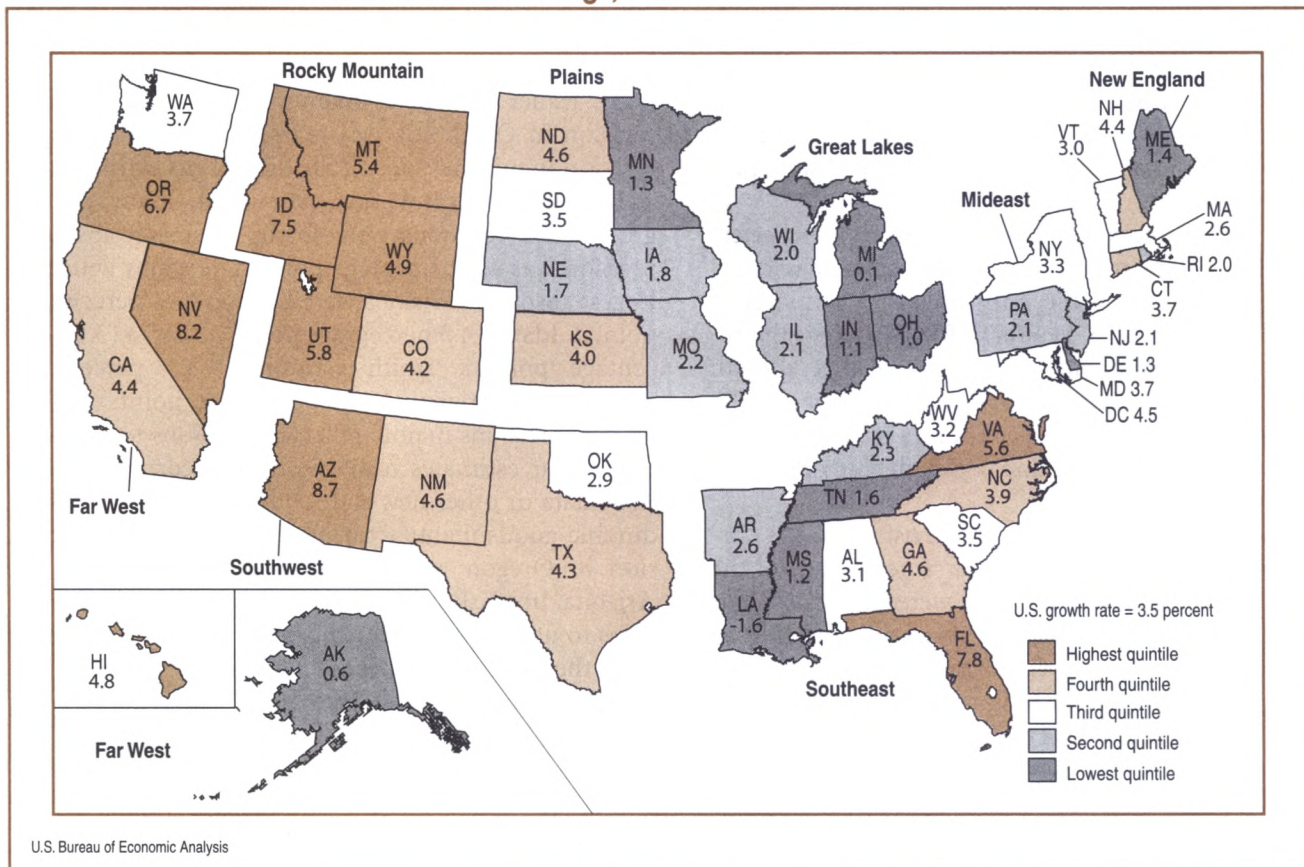 Rocky Mountain
Plains
New England
Great Lakes
Mideast
WA
3.7
OR
6.7
CA
4.4
NV
8.2
MT
5.4
ID
7.5
WY
4.9
UT
5.8
CO
4.2
ND
4.6
SD
3.5
NE
1.7
KS
4.0
MN
1.3
IA
1.8
MO
2.2
WI
2.0
IL
2.1
MI
0.1
IN
1.1
OH
1.0
NH
4.4
VT
3.0
ME
1.4
MA
2.6
RI 2.0
CT
3.7
NY
3.3
PA
2.1
NJ 2.1
DE 1.3
MD 3.7
DC 4.5
Far West
AZ
8.7
NM
4.6
OK
2.9
TX
4.3
Southwest
WV
3.2
VA
5.6
KY
2.3
NC
3.9
TN 1.6
SC
3.5
AR
2.6
MS
1.2
AL
3.1
GA
4.6
LA
-1.6
FL
7.8
Southeast
HI
4.8
AK
0.6
Far West
U.S. growth rate = 3.5 percent
Highest quintile
Fourth quintile
Third quintile
Second quintile
Lowest quintile
U.S. Bureau of Economic Analysis